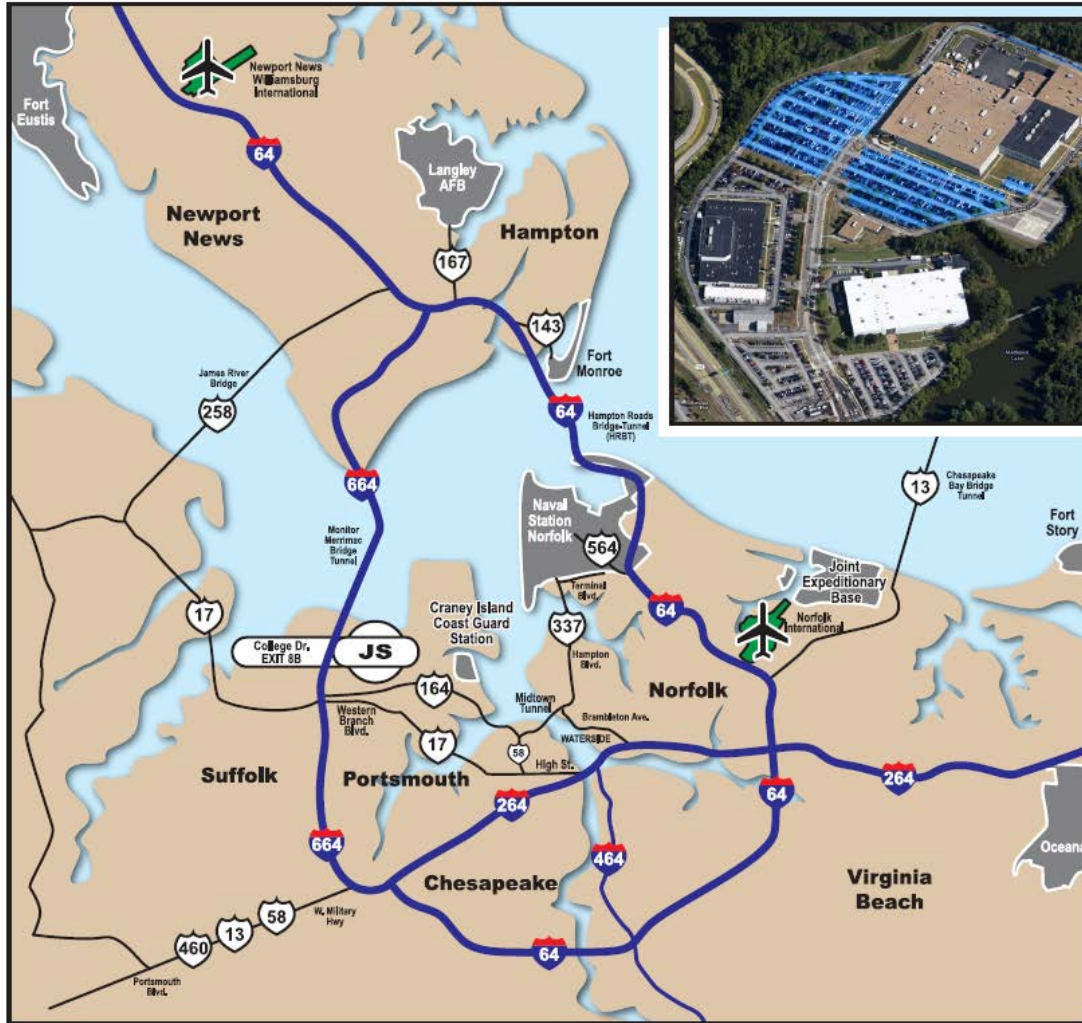 Newport News
Williamsburg
International
Fort
Eustis
64
Langley
AFB
Newport
News
Hampton
167
143
Fort
Monroe
James River
Bridge
258
64
Hampton Roads
Bridge-Tunnel
(HRBT)
664
13
Chesapeake
Bay Bridge
Tunnel
Fort
Story
Monitor
Merrimac
Bridge
Tunnel
Naval
Station
Norfolk
564
Joint
Expeditionary
Base
Terminal
Blvd.
17
Craney Island
Coast Guard
Station
64
Norfolk
International
337
College Dr.
EXIT 8B
JS
Hampton
Blvd.
164
Norfolk
Midtown
Tunnel
Western
Branch
Blvd.
17
Brambleton Ave.
58
WATERSIDE
High St.
Suffolk
Portsmouth
264
264
64
664
464
Oceana
Chesapeake
Virginia
Beach
W. Military
Hwy
58
13
460
64
Portsmouth
Blvd.